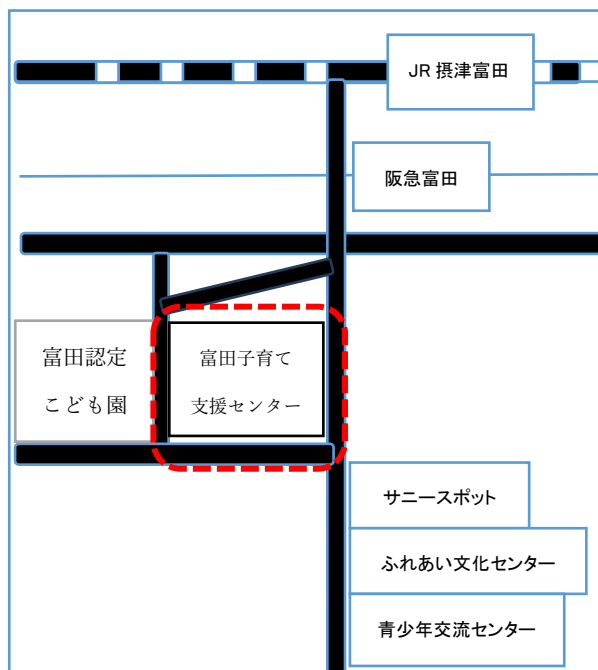 JR 摂津富田
阪急富田
富田認定
こども園
富田子育て
支援センター
サニースポット
ふれあい文化センター
青少年交流センター